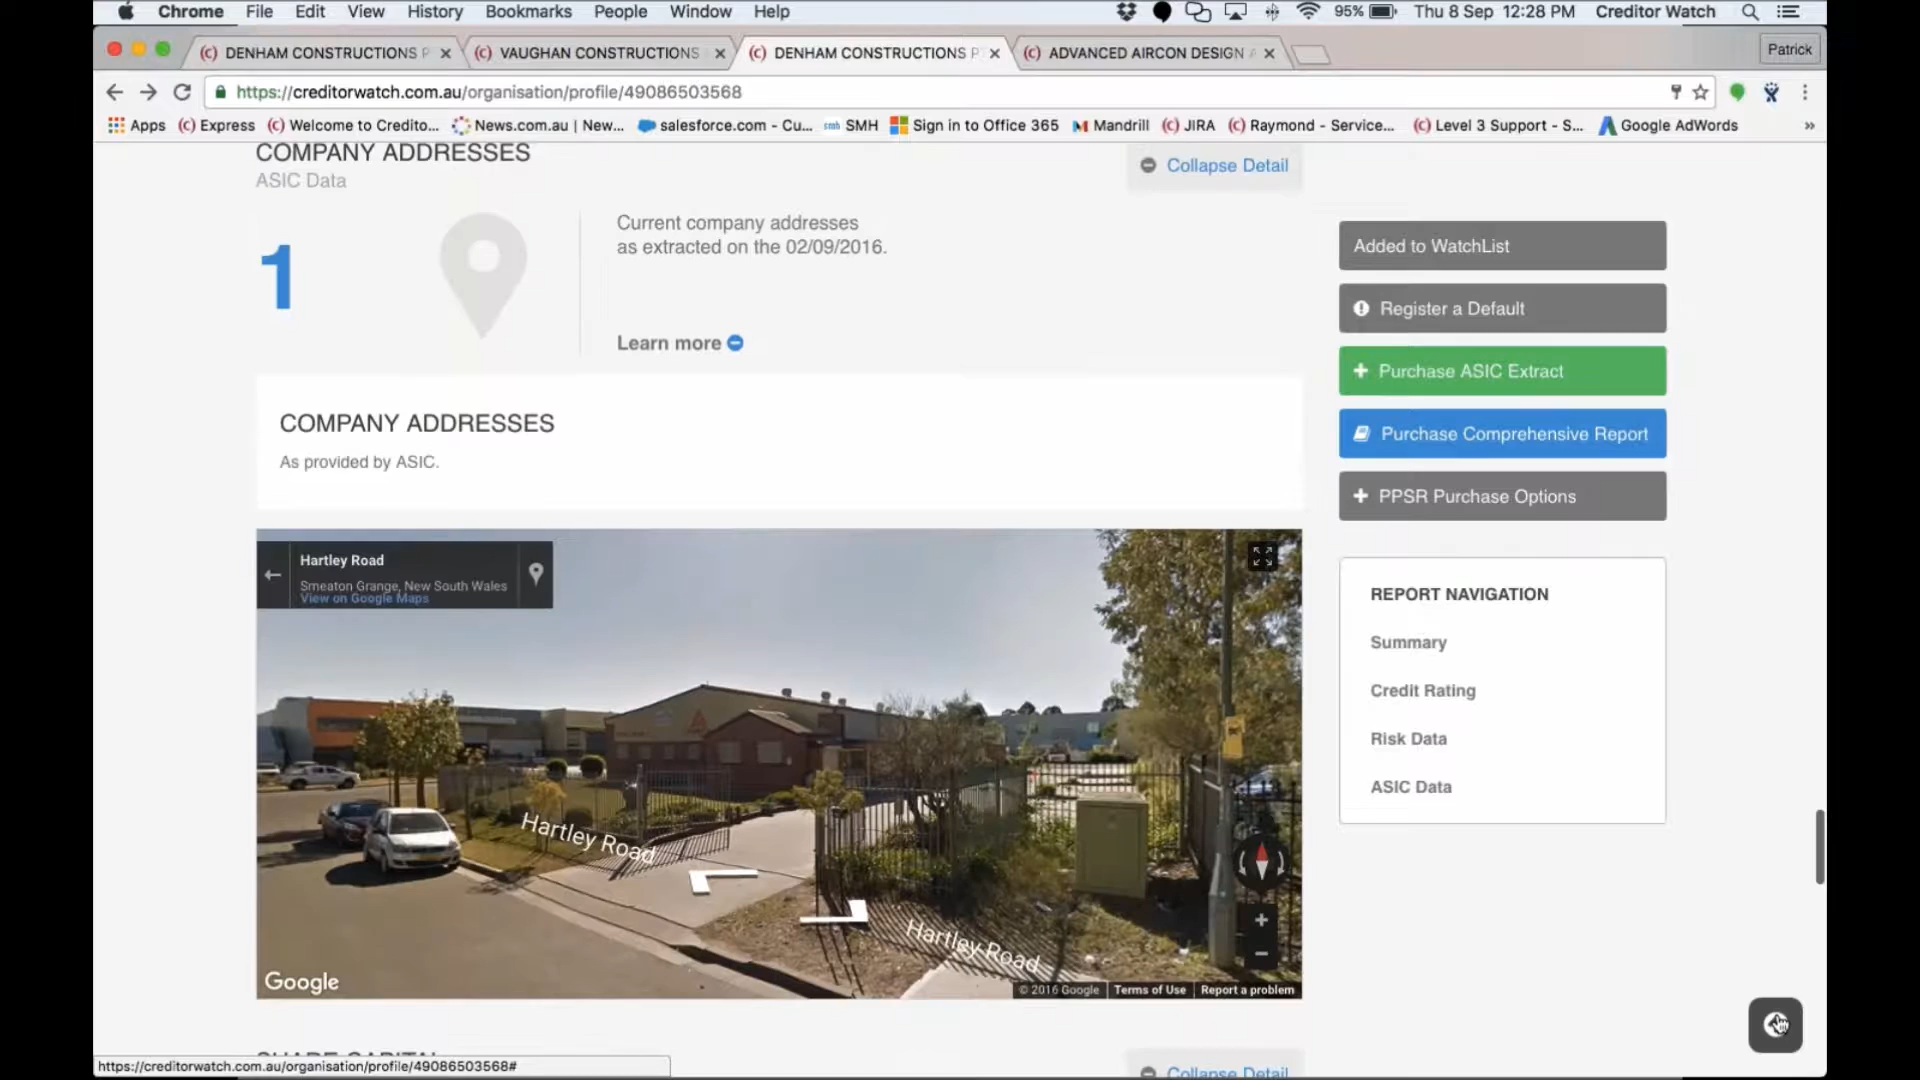 Chrome File Edit View History Bookmarks People Window Help 95% Thu 8 Sep 12:28 PM Creditor Watch
DENHAM CONSTRUCTIONS P VAUGHAN CONSTRUCTIONS DENHAM CONSTRUCTIONS P ADVANCED AIRCON DESIGN Patrick
https://creditorwatch.com.au/organisation/profile/49086503568
Apps Express Welcome to Credito... News.com.au | New... salesforce.com - Cu... smh SMH Sign in to Office 365 Mandrill JIRA Raymond - Service... Level 3 Support - S... Google AdWords »
COMPANY ADDRESSES
ASIC Data
Collapse Detail
1
Current company addresses
as extracted on the 02/09/2016.
Learn more
COMPANY ADDRESSES
As provided by ASIC.
Hartley Road
Smeaton Grange, New South Wales
View on Google Maps
Hartley Road
Hartley Road
Google
© 2016 Google Terms of Use Report a problem
Added to WatchList
Register a Default
Purchase ASIC Extract
Purchase Comprehensive Report
PPSR Purchase Options
REPORT NAVIGATION
Summary
Credit Rating
Risk Data
ASIC Data
SHARE CAPITAL
Collapse Detail
https://creditorwatch.com.au/organisation/profile/49086503568#